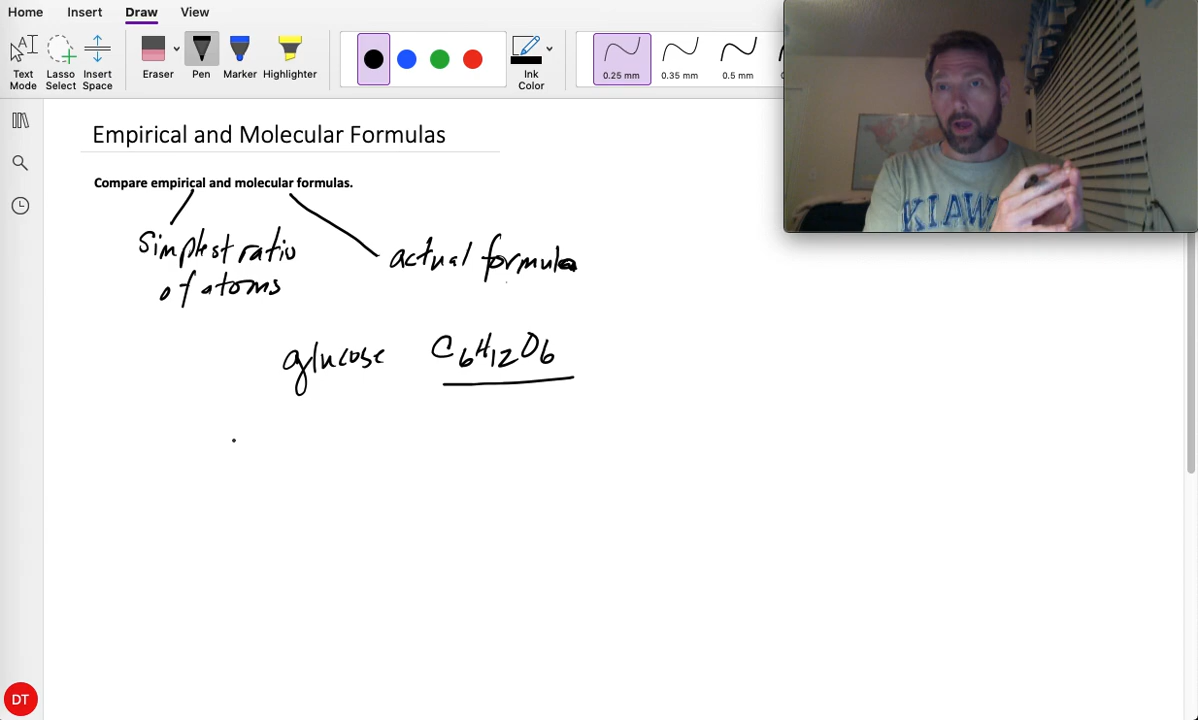 Home Insert Draw View
Text Mode
Lasso Select
Insert Space
Eraser
Pen
Marker
Highlighter
Ink Color
0.25 mm
0.35 mm
0.5 mm
KIAW
Empirical and Molecular Formulas
Compare empirical and molecular formulas.
simplest ratio
of atoms
actual formula
glucose C6H12O6
DT